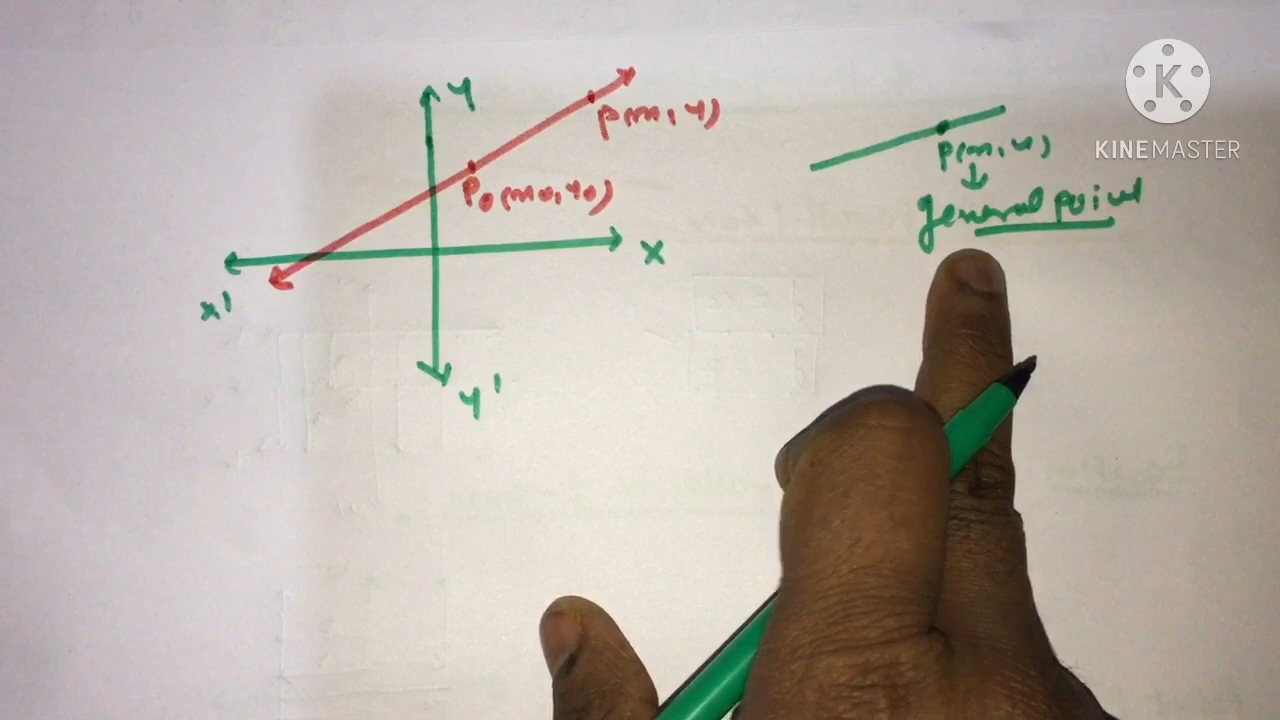 Y
P(x, y)
P₀(x₀, y₀)
X
X'
Y'
P(x, y)
general point
K
KINEMASTER